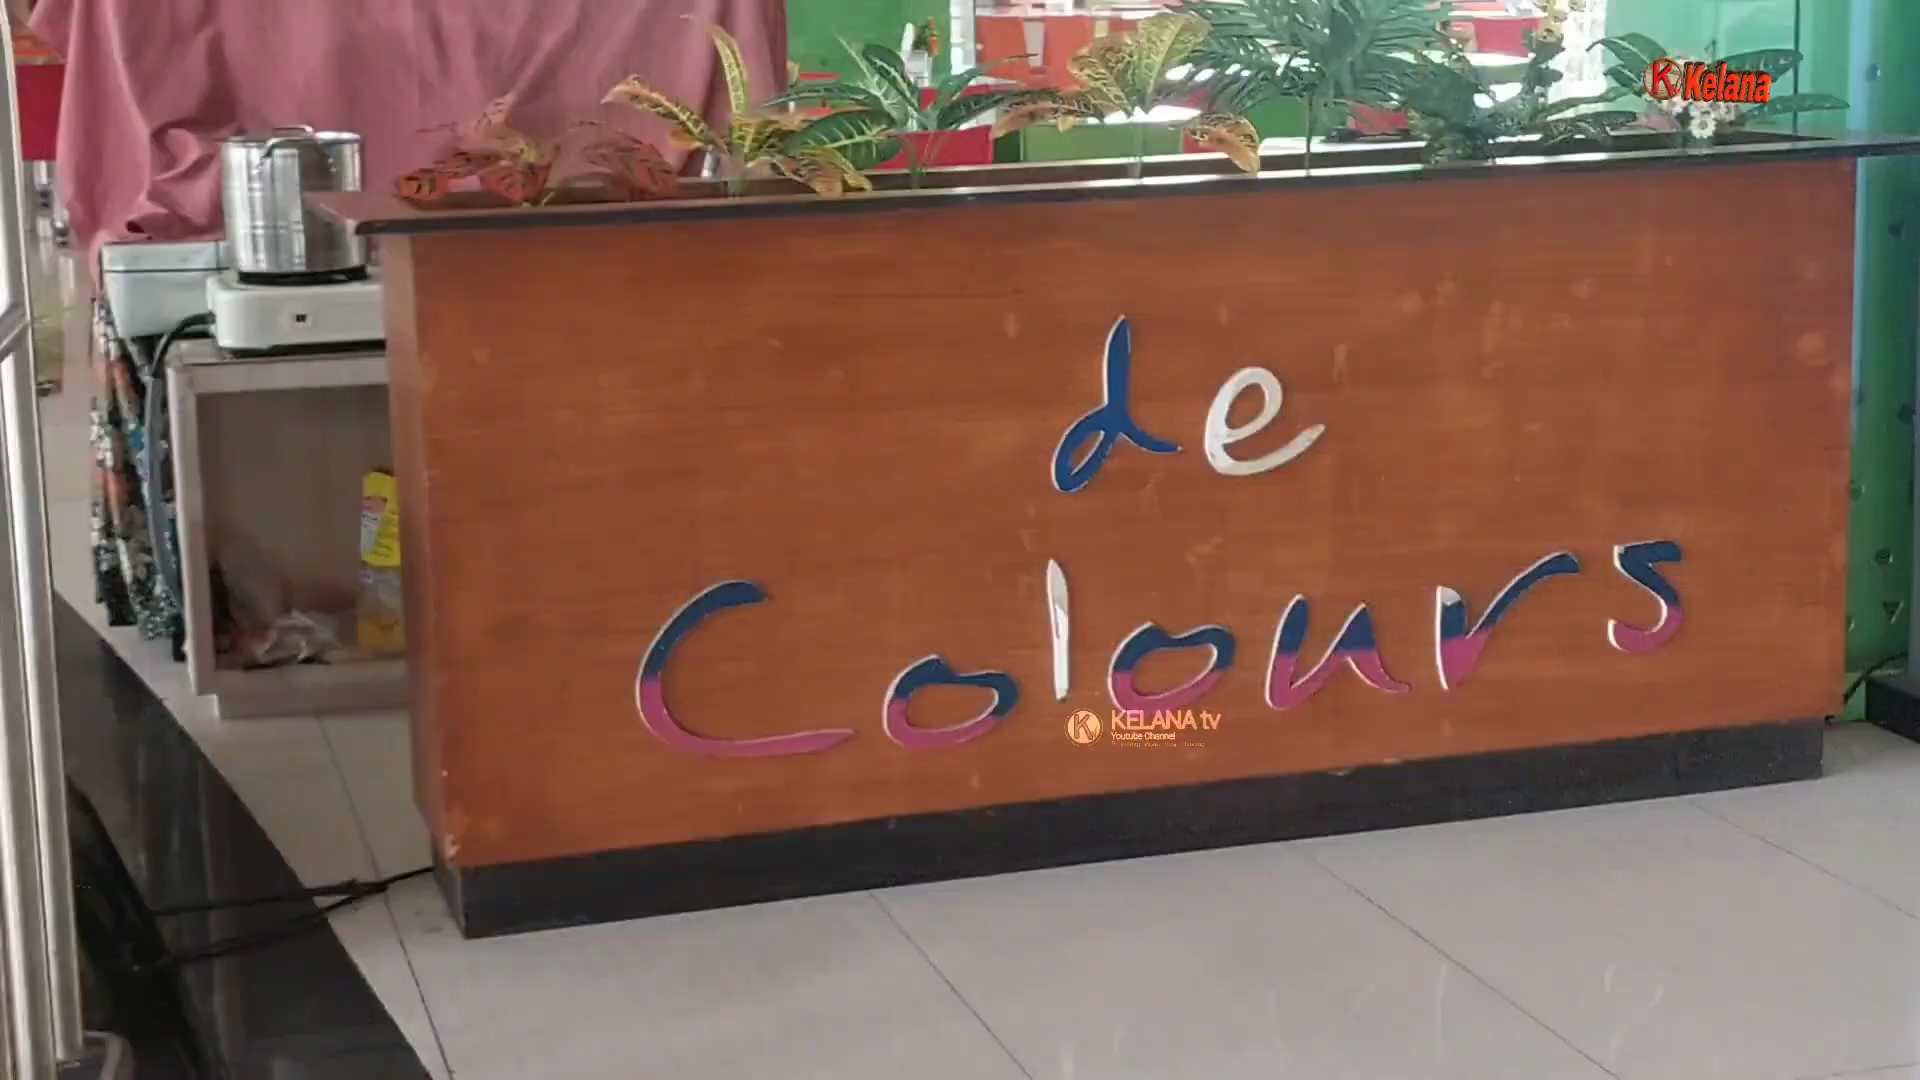 Kelana
de
Colours
KELANA tv
Youtube Channel